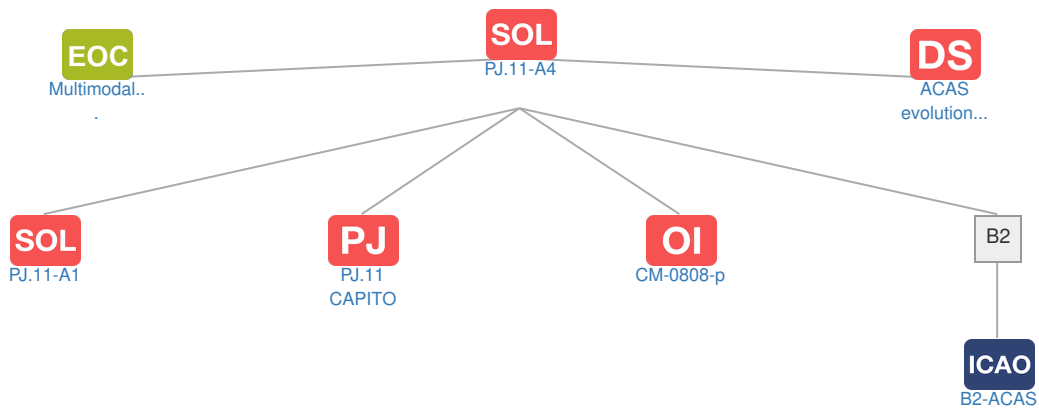 EOC
Multimodal..
.
SOL
PJ.11-A4
DS
ACAS
evolution...
SOL
PJ.11-A1
PJ
PJ.11
CAPITO
OI
CM-0808-p
B2
ICAO
B2-ACAS